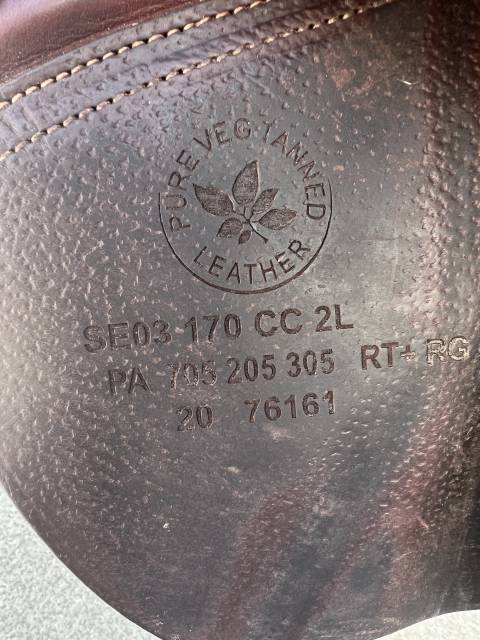 PURE VEG TANNED
LEATHER
SE03 170 CC 2L
PA 705 205 305 RT+ RG
20 76161